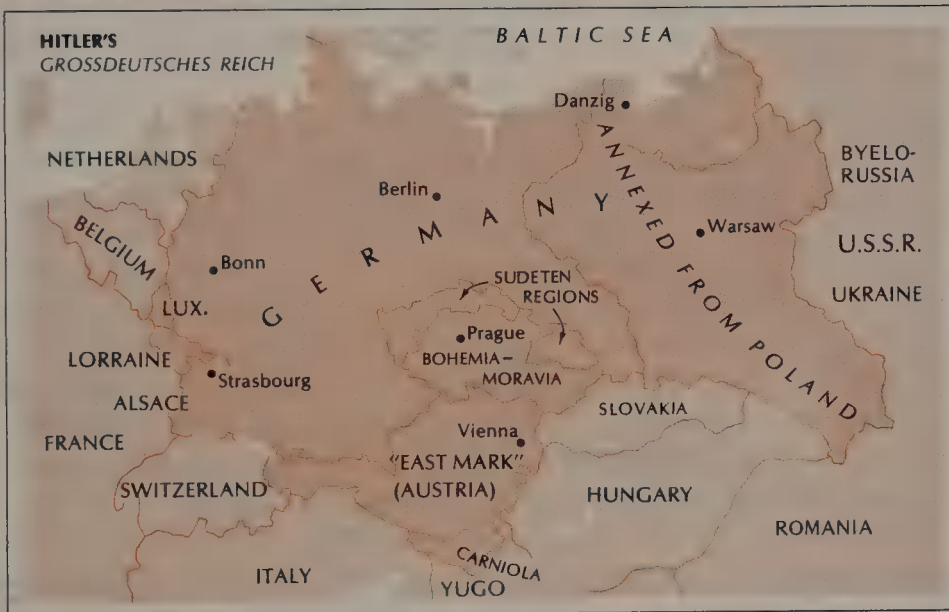 HITLER'S
GROSSDEUTSCHES REICH
BALTIC SEA
Danzig
NETHERLANDS
BYELO-
RUSSIA
Berlin
ANNEXED FROM POLAND
BELGIUM
GERMANY
Warsaw
U.S.S.R.
Bonn
SUDETEN
REGIONS
UKRAINE
LUX.
Prague
LORRAINE
BOHEMIA–
Strasbourg
MORAVIA
ALSACE
SLOVAKIA
FRANCE
Vienna
"EAST MARK"
SWITZERLAND
(AUSTRIA)
HUNGARY
ROMANIA
CARNIOLA
ITALY
YUGO